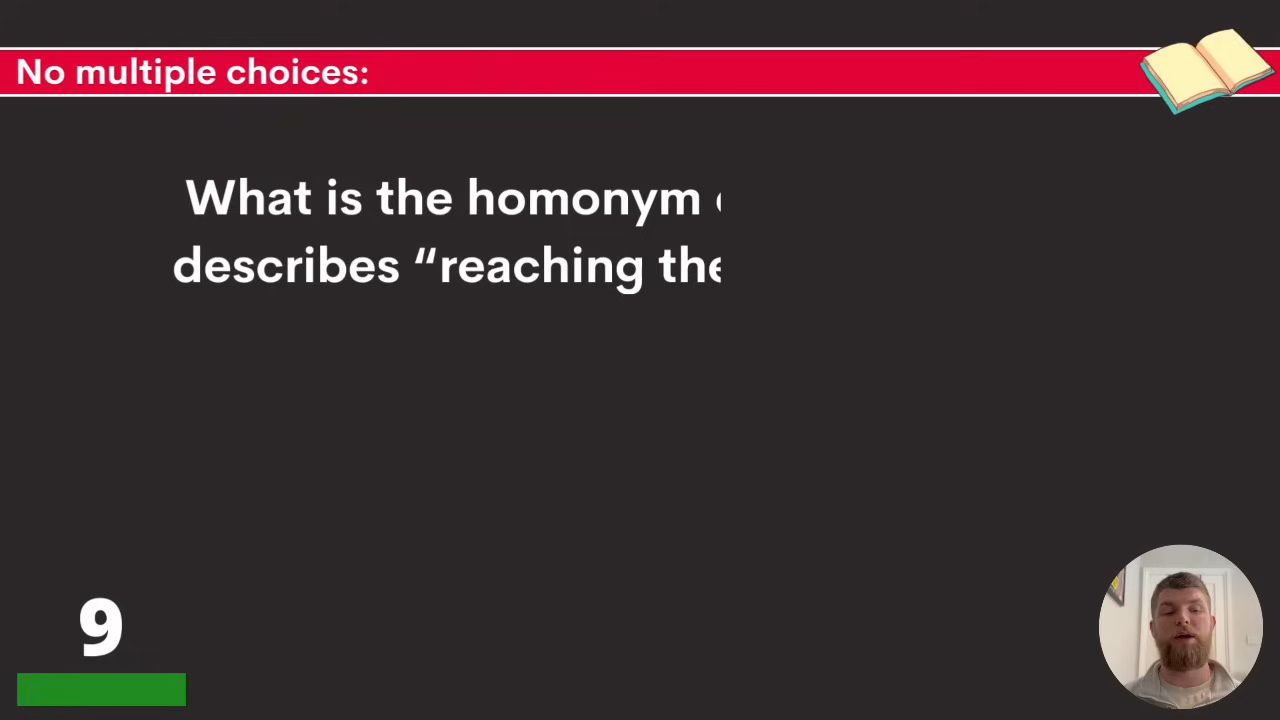 No multiple choices:
What is the homonym
describes “reaching the
9